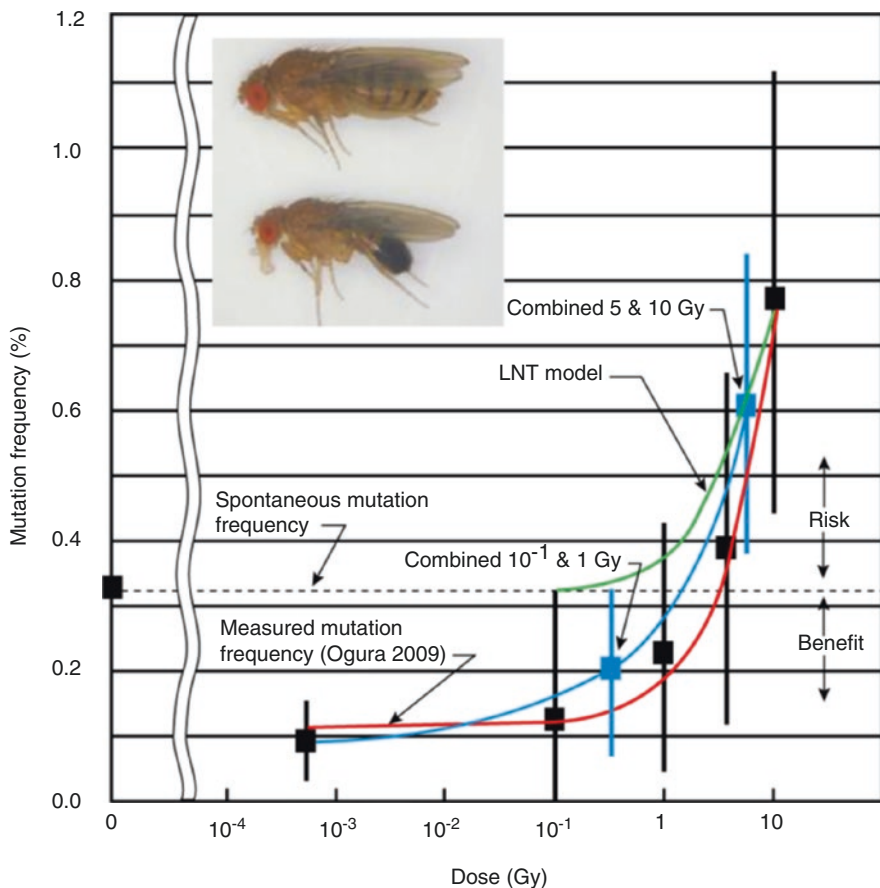 1.2
1.0
0.8
0.6
0.4
0.2
0.0
Mutation frequency (%)
Combined 5 & 10 Gy
LNT model
Spontaneous mutation
frequency
Combined 10⁻¹ & 1 Gy
Risk
Measured mutation
frequency (Ogura 2009)
Benefit
0
10⁻⁴
10⁻³
10⁻²
10⁻¹
1
10
Dose (Gy)